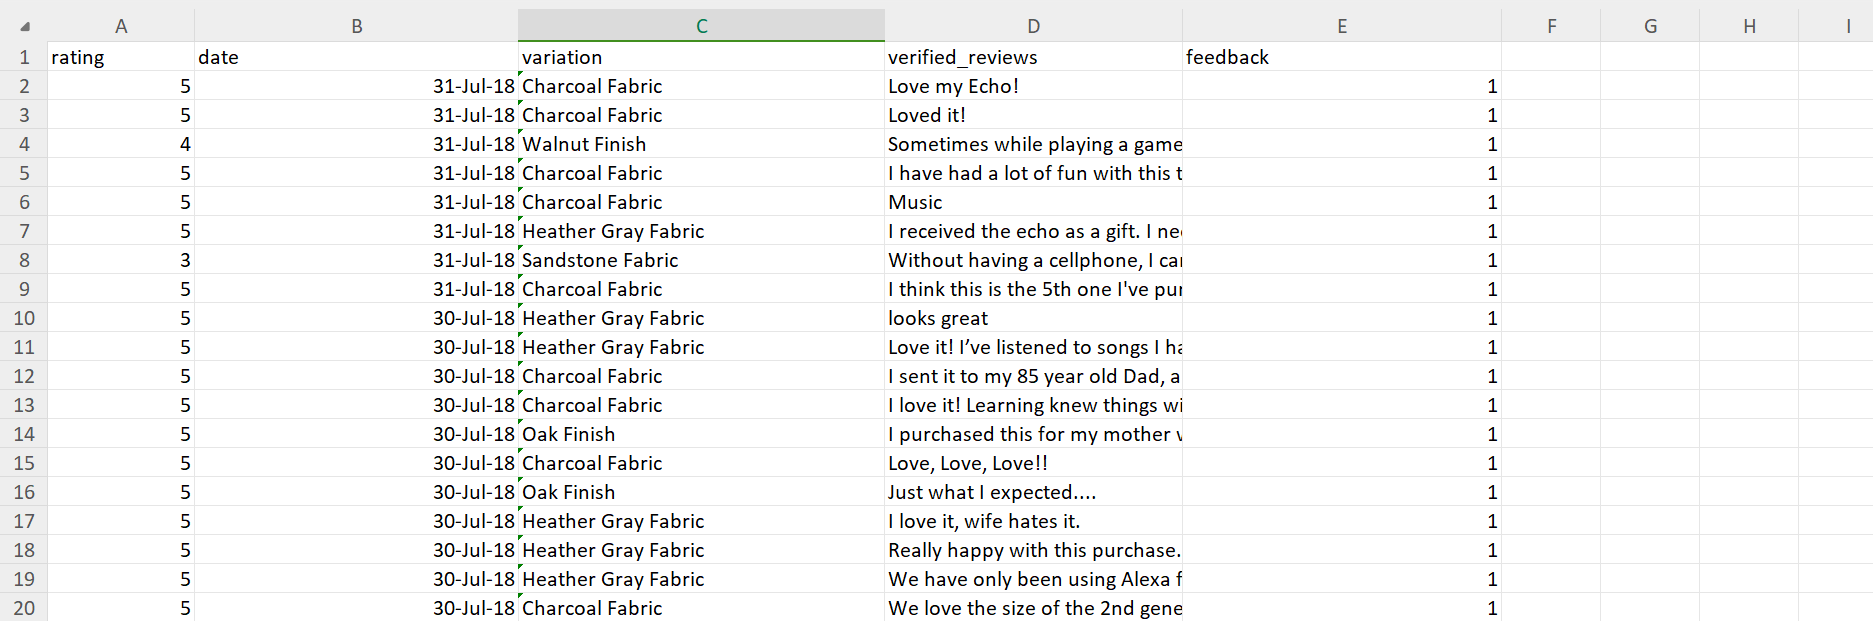 A B C D E F G H I
1 rating date variation verified_reviews feedback
2 5 31-Jul-18 Charcoal Fabric Love my Echo! 1
3 5 31-Jul-18 Charcoal Fabric Loved it! 1
4 4 31-Jul-18 Walnut Finish Sometimes while playing a game 1
5 5 31-Jul-18 Charcoal Fabric I have had a lot of fun with this t 1
6 5 31-Jul-18 Charcoal Fabric Music 1
7 5 31-Jul-18 Heather Gray Fabric I received the echo as a gift. I ne 1
8 3 31-Jul-18 Sandstone Fabric Without having a cellphone, I ca 1
9 5 31-Jul-18 Charcoal Fabric I think this is the 5th one I've pu 1
10 5 30-Jul-18 Heather Gray Fabric looks great 1
11 5 30-Jul-18 Heather Gray Fabric Love it! I’ve listened to songs I ha 1
12 5 30-Jul-18 Charcoal Fabric I sent it to my 85 year old Dad, a 1
13 5 30-Jul-18 Charcoal Fabric I love it! Learning knew things wi 1
14 5 30-Jul-18 Oak Finish I purchased this for my mother 1
15 5 30-Jul-18 Charcoal Fabric Love, Love, Love!! 1
16 5 30-Jul-18 Oak Finish Just what I expected.... 1
17 5 30-Jul-18 Heather Gray Fabric I love it, wife hates it. 1
18 5 30-Jul-18 Heather Gray Fabric Really happy with this purchase. 1
19 5 30-Jul-18 Heather Gray Fabric We have only been using Alexa f 1
20 5 30-Jul-18 Charcoal Fabric We love the size of the 2nd gene 1